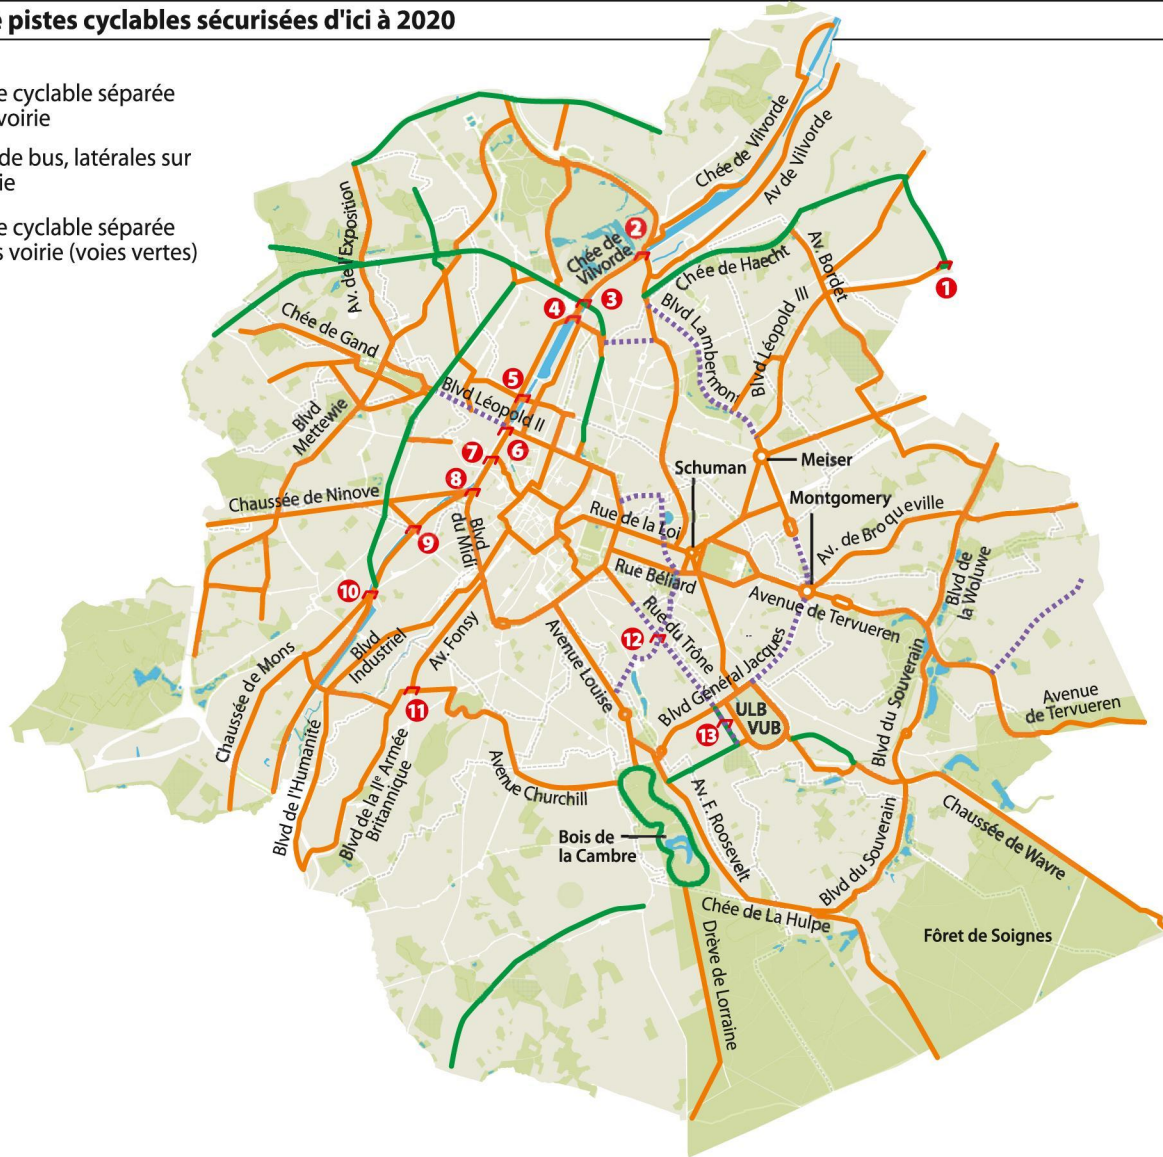 e pistes cyclables sécurisées d'ici à 2020
e cyclable séparée
voirie
de bus, latérales sur
ie
e cyclable séparée
s voirie (voies vertes)
Chée de Vilvorde
Av de Vilvorde
Av. de l'Exposition
2
Chée de
Vilvorde
Chée de Haecht
Av. Bordet
1
3
4
Chée de Gand
Blvd Lambermont
Blvd Léopold III
5
Blvd Léopold II
Blvd
Mettewie
6
7
8
Schuman
Meiser
Montgomery
Chaussée de Ninove
Blvd
du Midi
Rue de la Loi
Av. de Broqueville
9
10
Rue Béliard
Blvd de
la Woluwe
Avenue de Tervueren
Rue du Trône
12
Blvd
Industriel
Av. Fonsy
Avenue Louise
Blvd Général Jacques
Chaussée de Mons
11
ULB
VUB
13
Blvd du Souverain
Avenue
de Tervueren
Blvd de l'Humanité
Blvd de la IIe Armée
Britannique
Avenue Churchill
Av. F. Roosevelt
Bois de
la Cambre
Blvd du Souverain
Chaussée de Wavre
Chée de La Hulpe
Fôret de Soignes
Drève de Lorraine